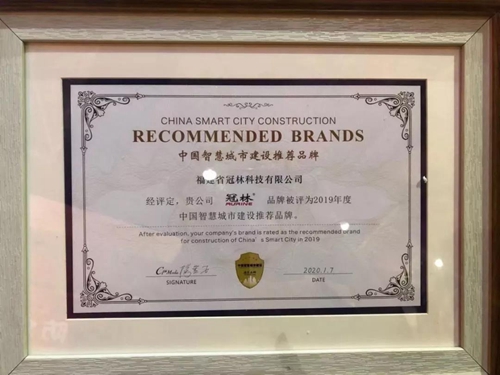 CHINA SMART CITY CONSTRUCTION
RECOMMENDED BRANDS
中国智慧城市建设推荐品牌
福建省冠林科技有限公司
经评定，贵公司 冠林® AURINE 品牌被评为2019年度
中国智慧城市建设推荐品牌。
After evaluation, your company's brand is rated as the recommended brand
for construction of China's Smart City in 2019
2020.1.7
SIGNATURE
DATE